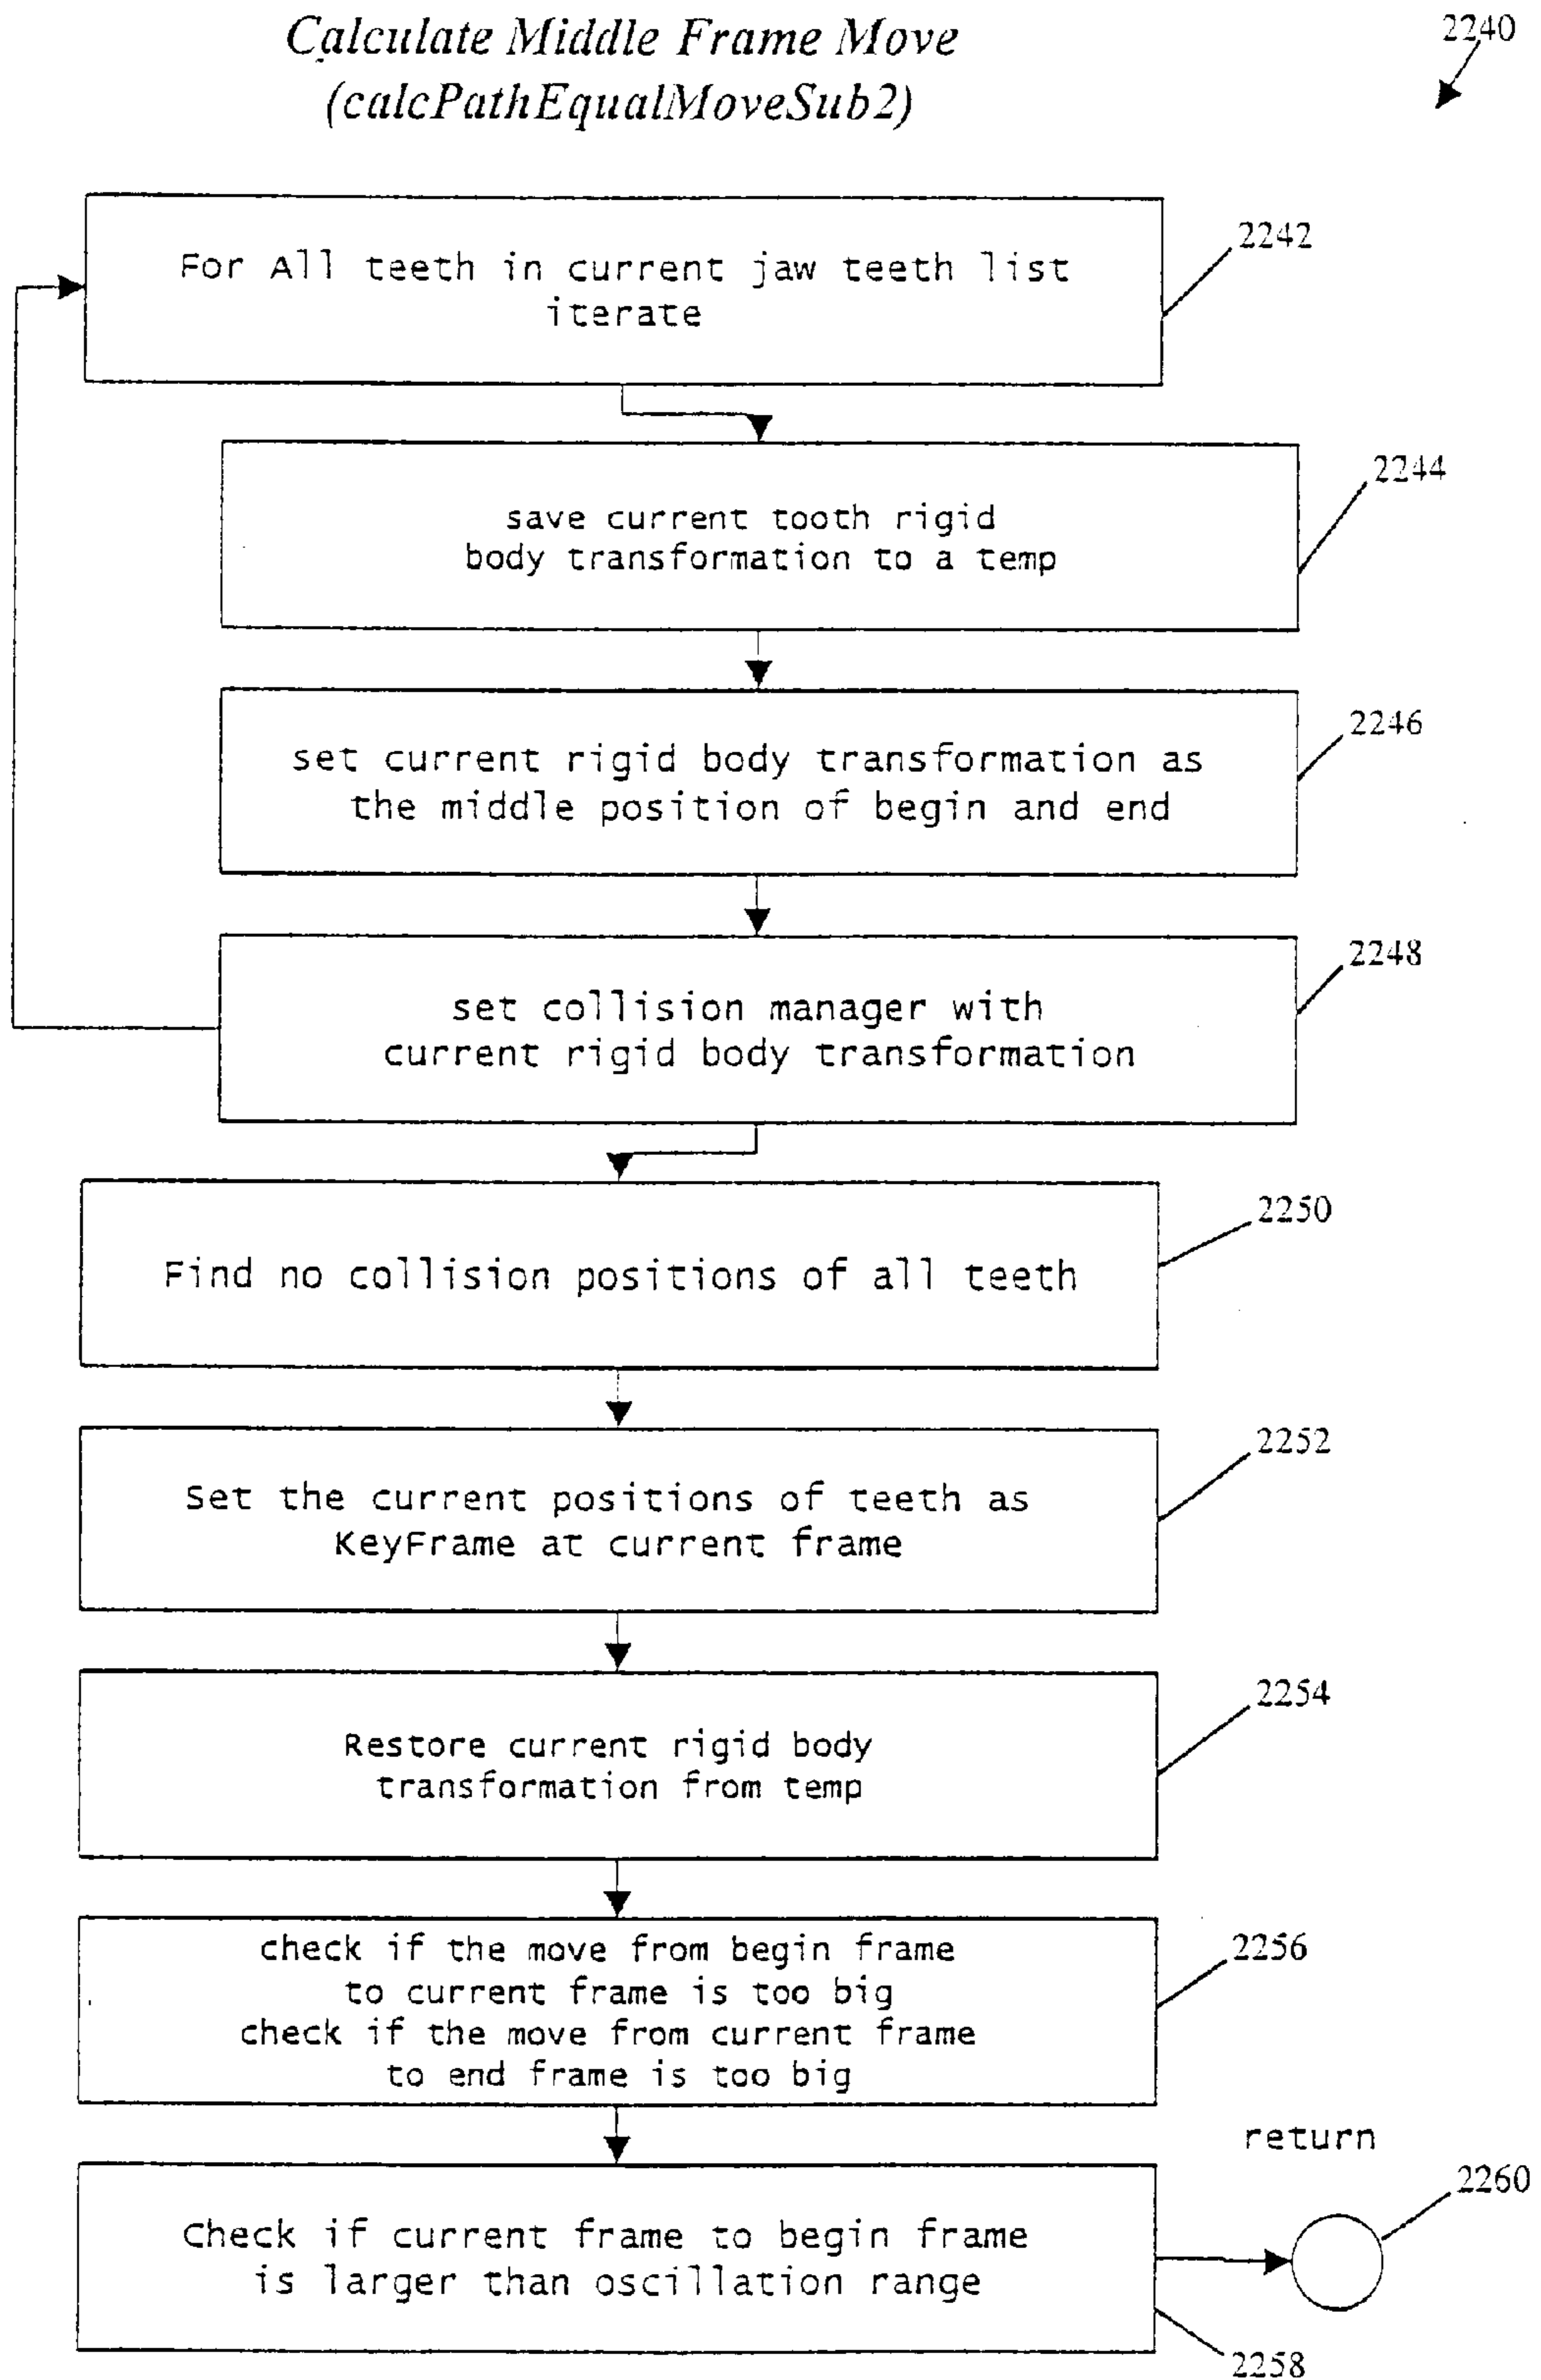 Calculate Middle Frame Move
(calcPathEqualMoveSub2)
2240
For All teeth in current jaw teeth list
iterate
2242
save current tooth rigid
body transformation to a temp
2244
set current rigid body transformation as
the middle position of begin and end
2246
set collision manager with
current rigid body transformation
2248
Find no collision positions of all teeth
2250
Set the current positions of teeth as
KeyFrame at current frame
2252
Restore current rigid body
transformation from temp
2254
check if the move from begin frame
to current frame is too big
check if the move from current frame
to end frame is too big
2256
return
2260
Check if current frame to begin frame
is larger than oscillation range
2258